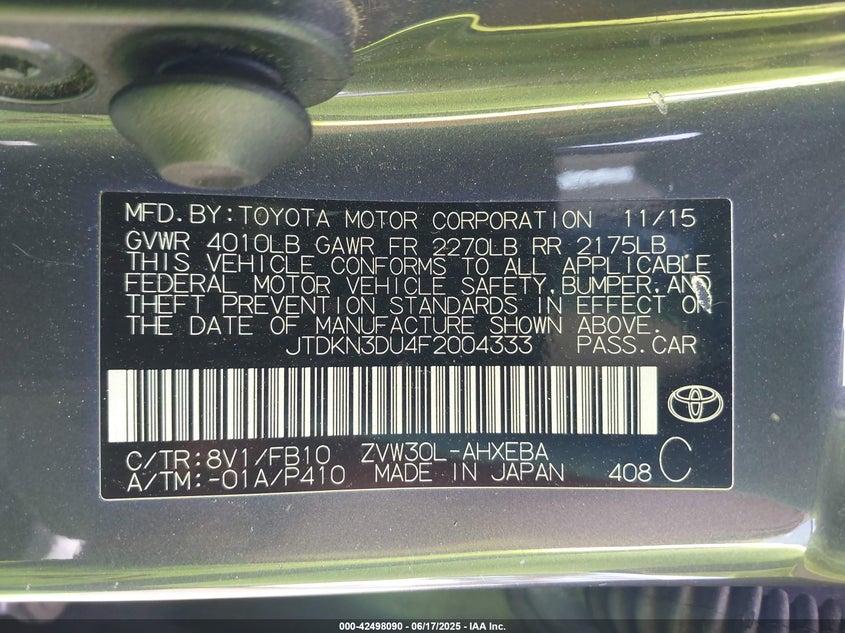 MFD.BY:TOYOTA MOTOR CORPORATION 11/15
GVWR 4010LB GAWR FR 2270LB RR 2175LB
THIS VEHICLE CONFORMS TO ALL APPLICABLE
FEDERAL MOTOR VEHICLE SAFETY,BUMPER,AND
THEFT PREVENTION STANDARDS IN EFFECT ON
THE DATE OF MANUFACTURE SHOWN ABOVE.
JTDKN3DU4F2004333 PASS.CAR
C/TR:8V1/FB10 ZVW30L-AHXEBA
A/TM:-01A/P410 MADE IN JAPAN 408 C
000-42498090 - 06/17/2025 - IAA Inc.